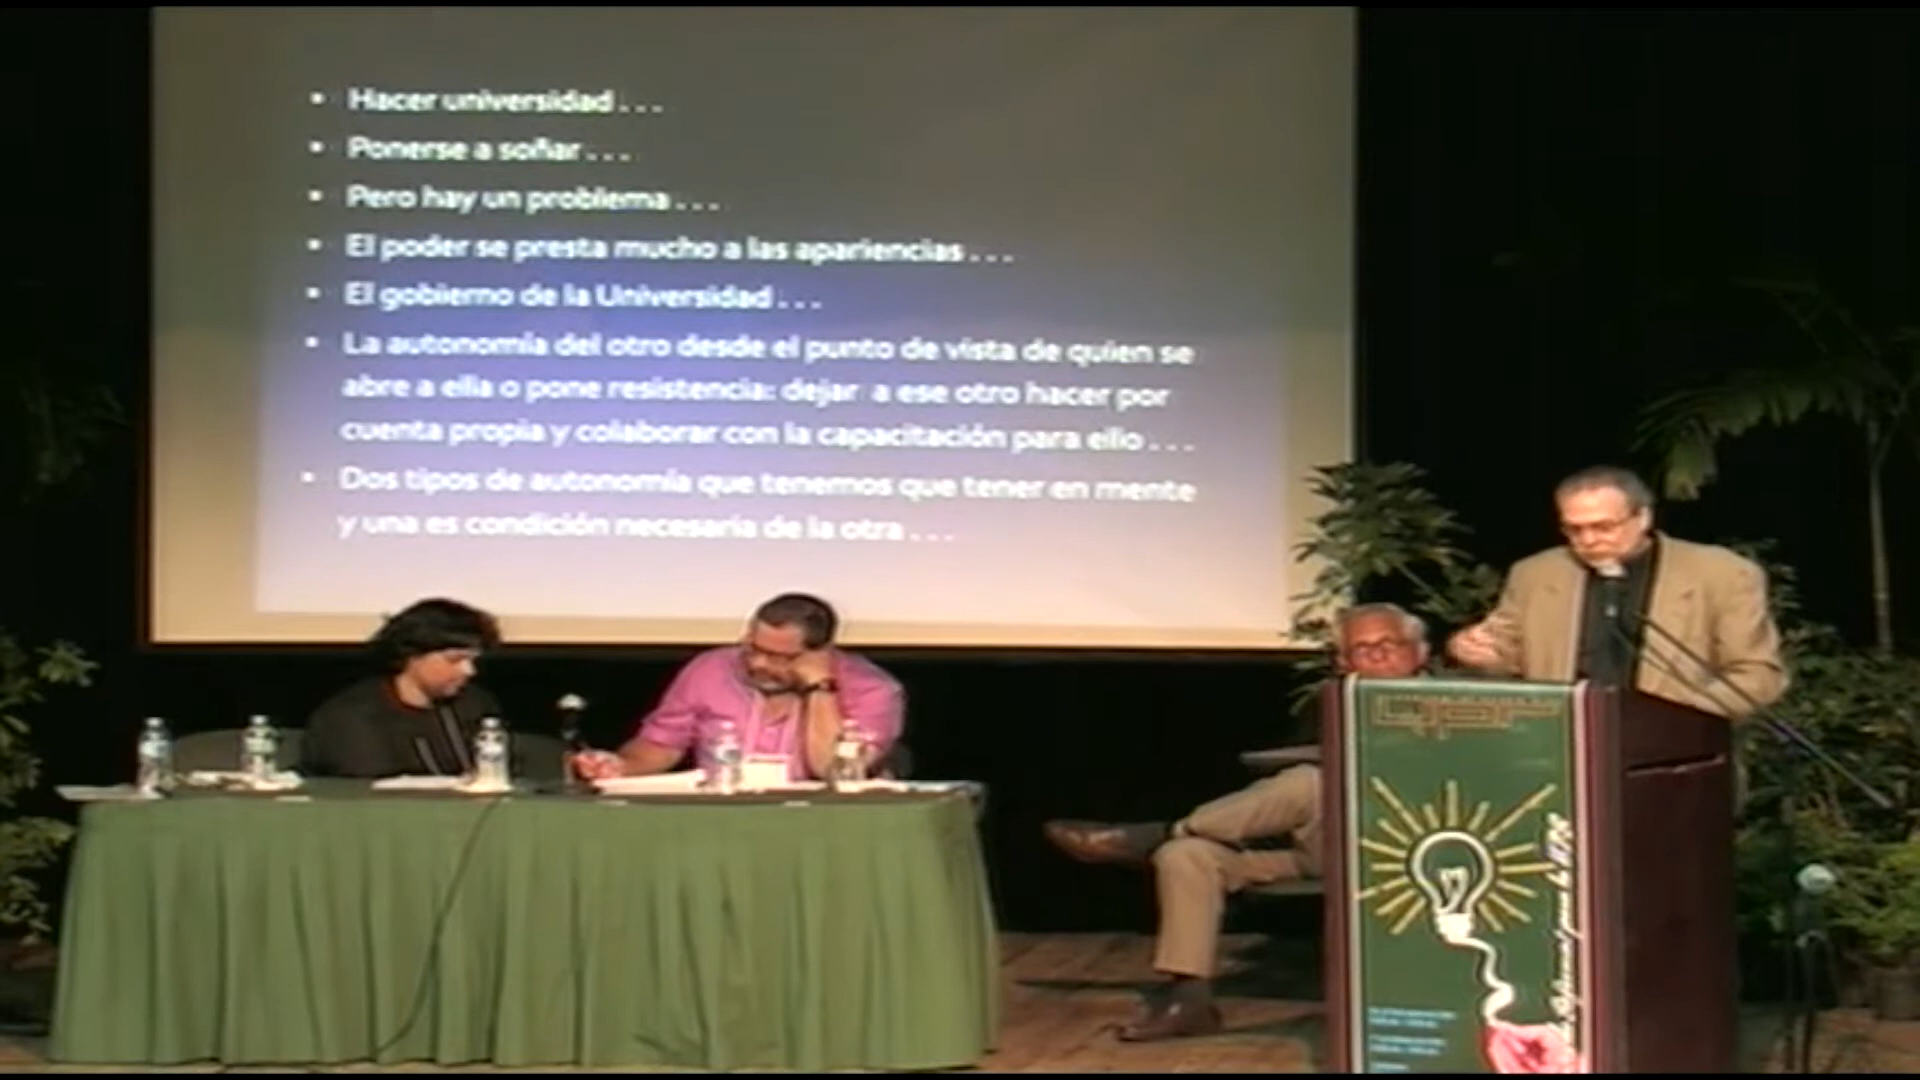 • Hacer universidad . . .
• Ponerse a soñar . . .
• Pero hay un problema . . .
• El poder se presta mucho a las apariencias . . .
• El gobierno de la Universidad . . .
• La autonomía del otro desde el punto de vista de quien se
abre a ella o pone resistencia: dejar a ese otro hacer por
cuenta propia y colaborar con la capacitación para ello . . .
• Dos tipos de autonomía que tenemos que tener en mente
y una es condición necesaria de la otra . . .